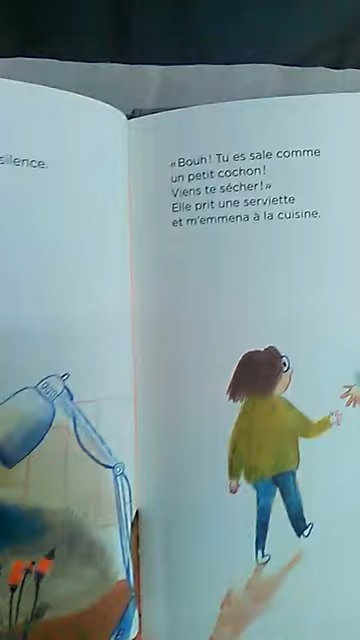 silence.
« Bouh ! Tu es sale comme
un petit cochon !
Viens te sécher ! »
Elle prit une serviette
et m'emmena à la cuisine.